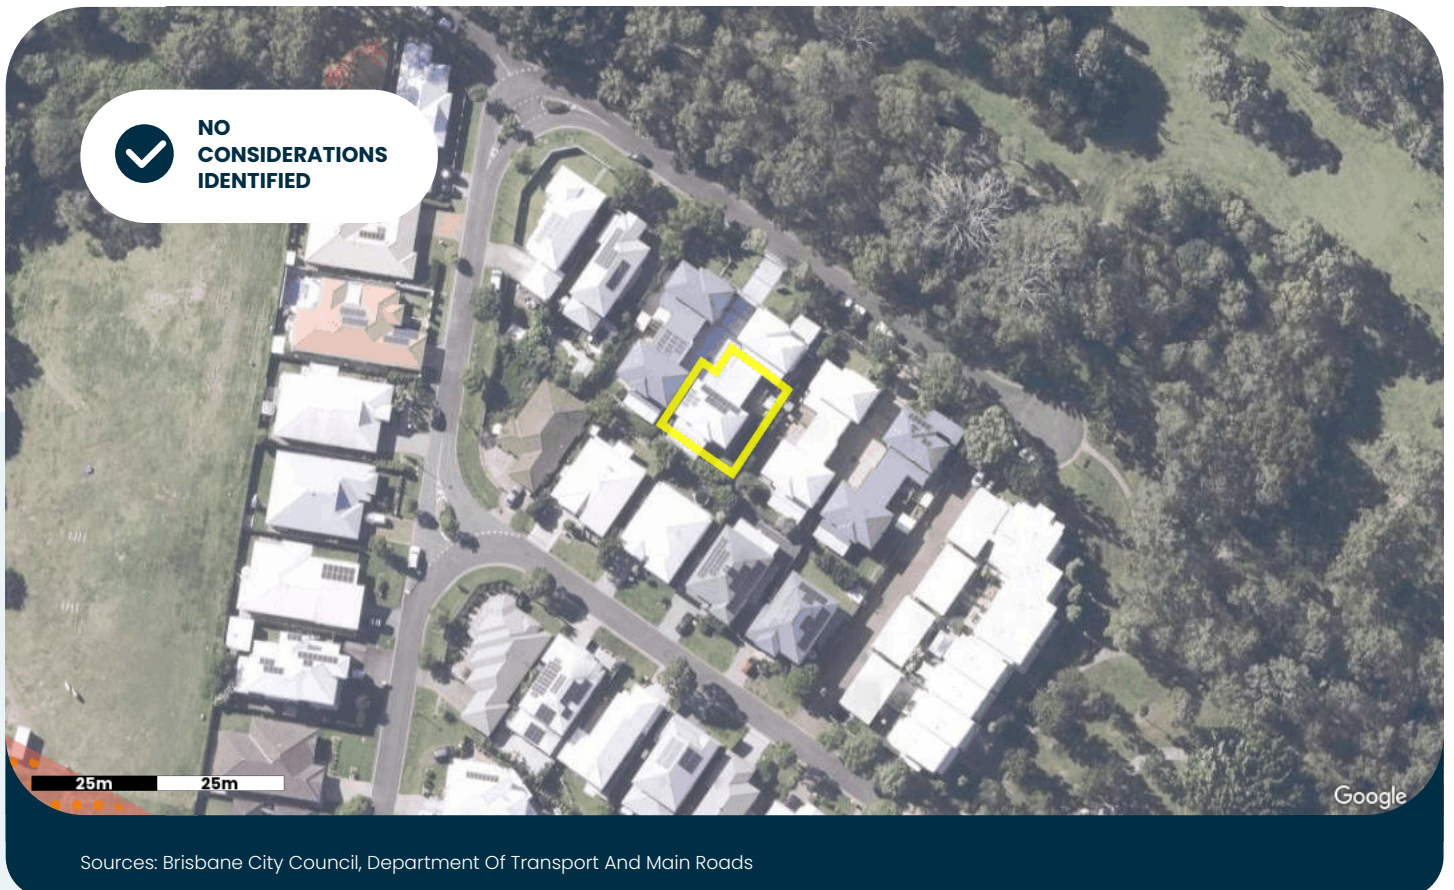 NO
CONSIDERATIONS
IDENTIFIED
25m 25m
Google
Sources: Brisbane City Council, Department Of Transport And Main Roads